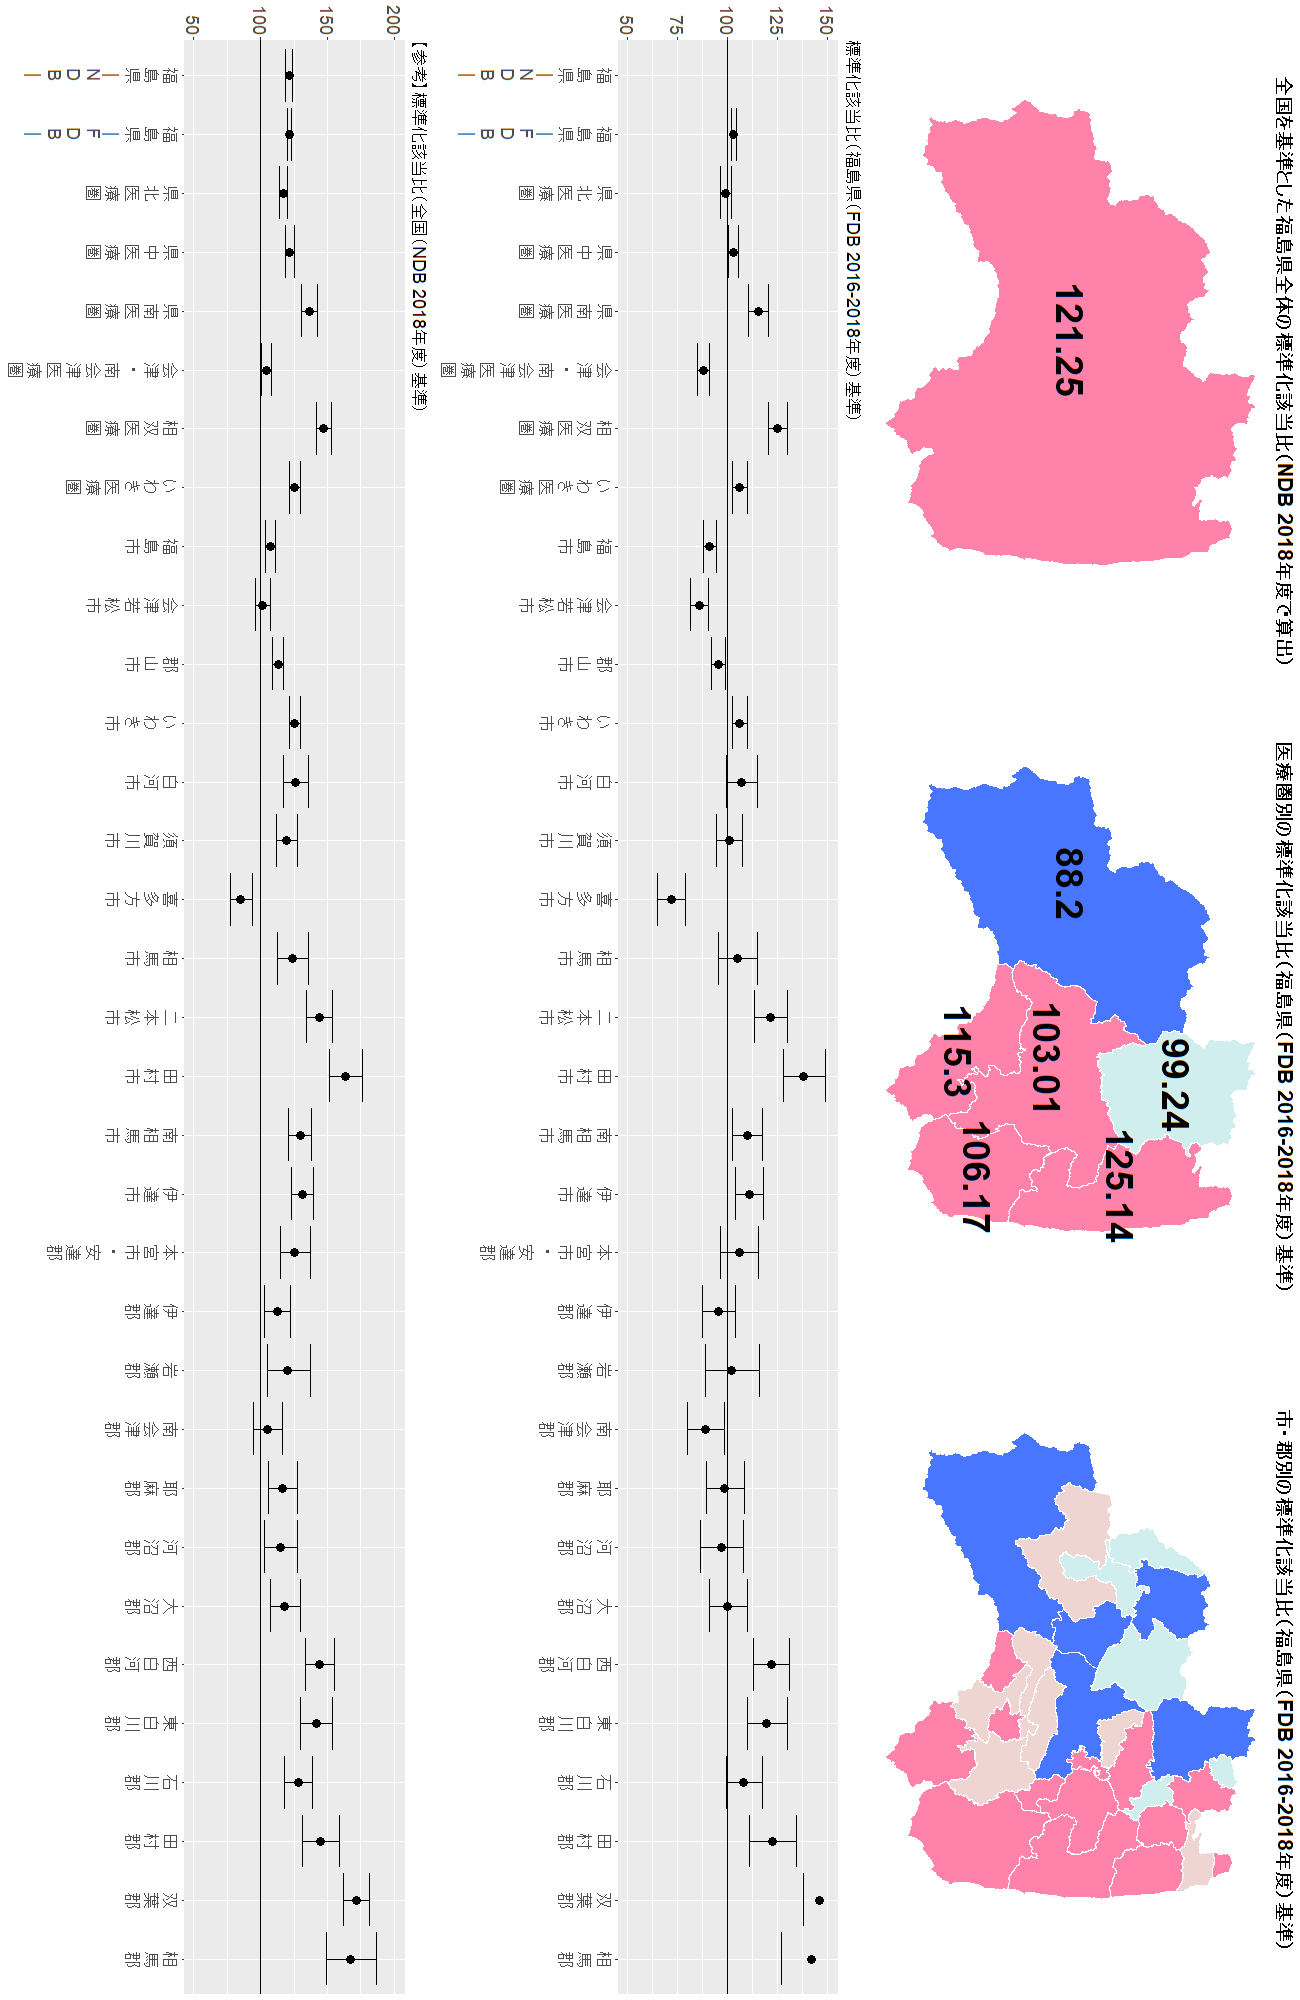 全国を基準とした福島県全体の標準化該当比(NDB 2018年度で算出)
121.25
医療圏別の標準化該当比(福島県(FDB 2016-2018年度)基準)
88.2
99.24
103.01
115.3
125.14
106.17
市・郡別の標準化該当比(福島県(FDB 2016-2018年度)基準)
標準化該当比(福島県(FDB 2016-2018年度)基準)
150
125
100
75
50
福島県|NDB|
福島県|FDB|
県北医療圏
県中医療圏
県南医療圏
会津・南会津医療圏
相双医療圏
いわき医療圏
福島市
会津若松市
郡山市
いわき市
白河市
須賀川市
喜多方市
相馬市
二本松市
田村市
南相馬市
伊達市
本宮市・安達郡
伊達郡
岩瀬郡
南会津郡
耶麻郡
河沼郡
大沼郡
西白河郡
東白川郡
石川郡
田村郡
双葉郡
相馬郡
【参考】標準化該当比(全国(NDB 2018年度)基準)
200
150
100
50
福島県|NDB|
福島県|FDB|
県北医療圏
県中医療圏
県南医療圏
会津・南会津医療圏
相双医療圏
いわき医療圏
福島市
会津若松市
郡山市
いわき市
白河市
須賀川市
喜多方市
相馬市
二本松市
田村市
南相馬市
伊達市
本宮市・安達郡
伊達郡
岩瀬郡
南会津郡
耶麻郡
河沼郡
大沼郡
西白河郡
東白川郡
石川郡
田村郡
双葉郡
相馬郡